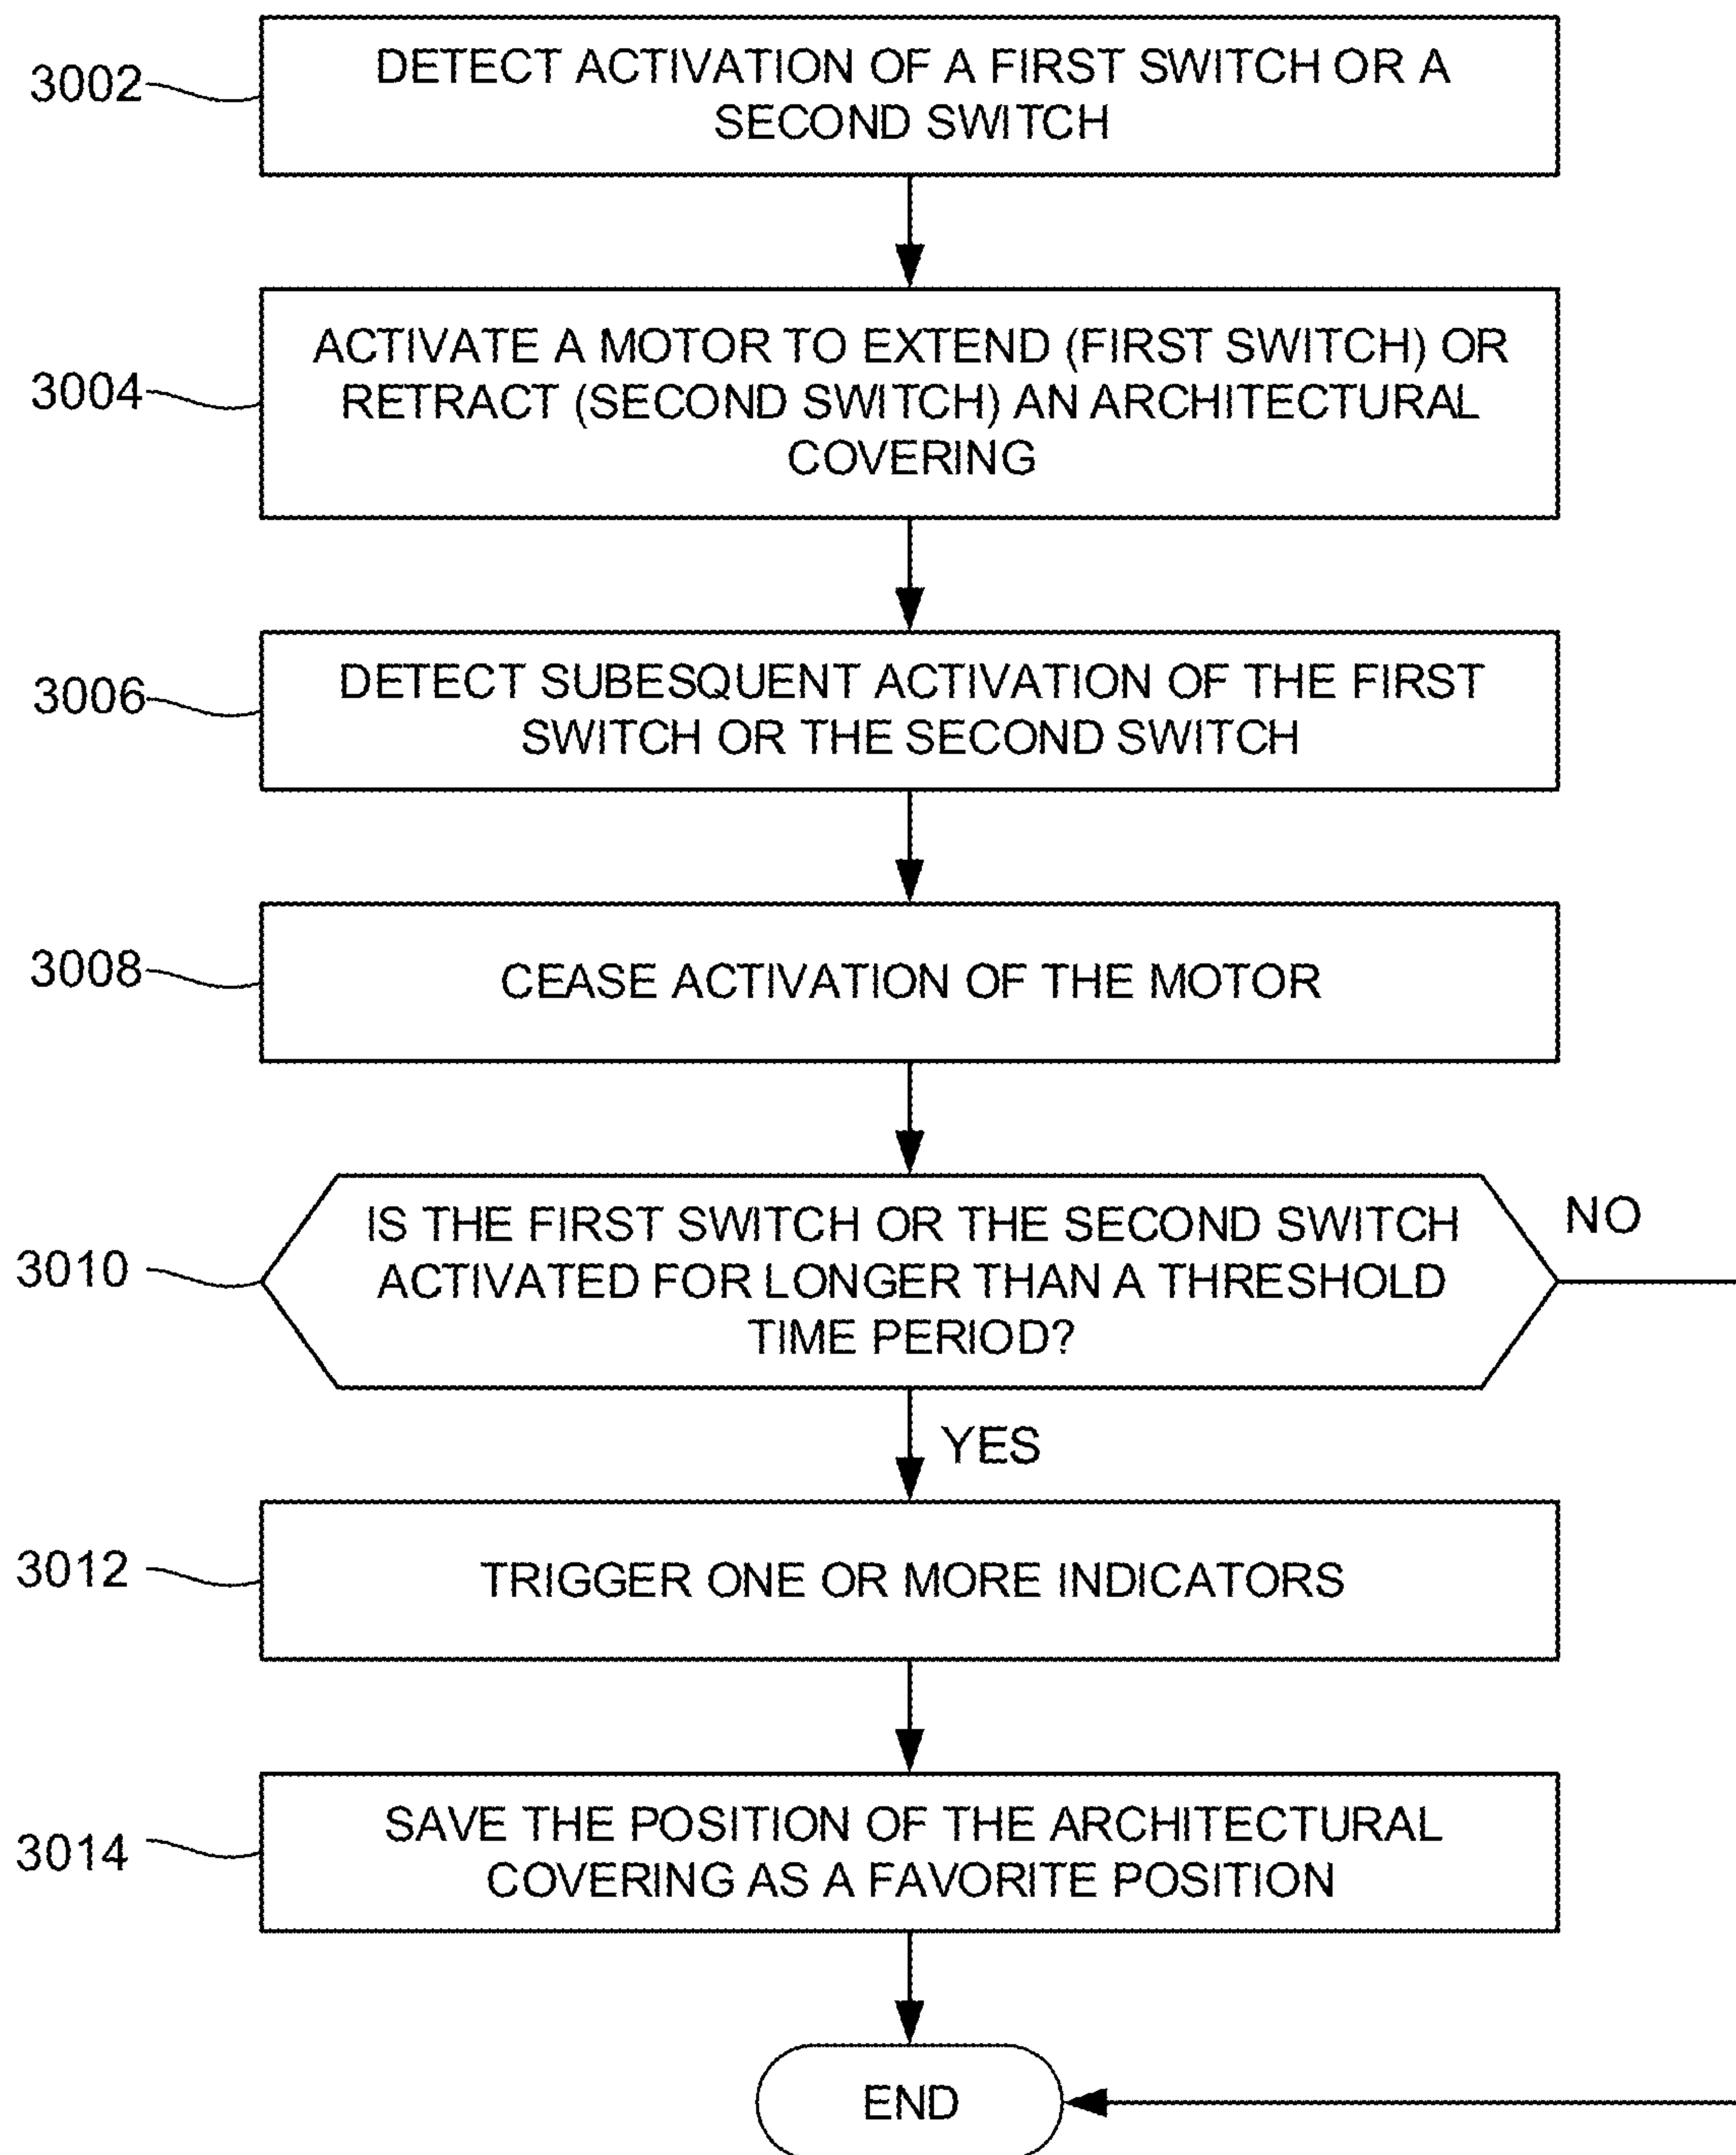 3002
DETECT ACTIVATION OF A FIRST SWITCH OR A
SECOND SWITCH
3004
ACTIVATE A MOTOR TO EXTEND (FIRST SWITCH) OR
RETRACT (SECOND SWITCH) AN ARCHITECTURAL
COVERING
3006
DETECT SUBESQUENT ACTIVATION OF THE FIRST
SWITCH OR THE SECOND SWITCH
3008
CEASE ACTIVATION OF THE MOTOR
3010
IS THE FIRST SWITCH OR THE SECOND SWITCH
ACTIVATED FOR LONGER THAN A THRESHOLD
TIME PERIOD?
NO
YES
3012
TRIGGER ONE OR MORE INDICATORS
3014
SAVE THE POSITION OF THE ARCHITECTURAL
COVERING AS A FAVORITE POSITION
END